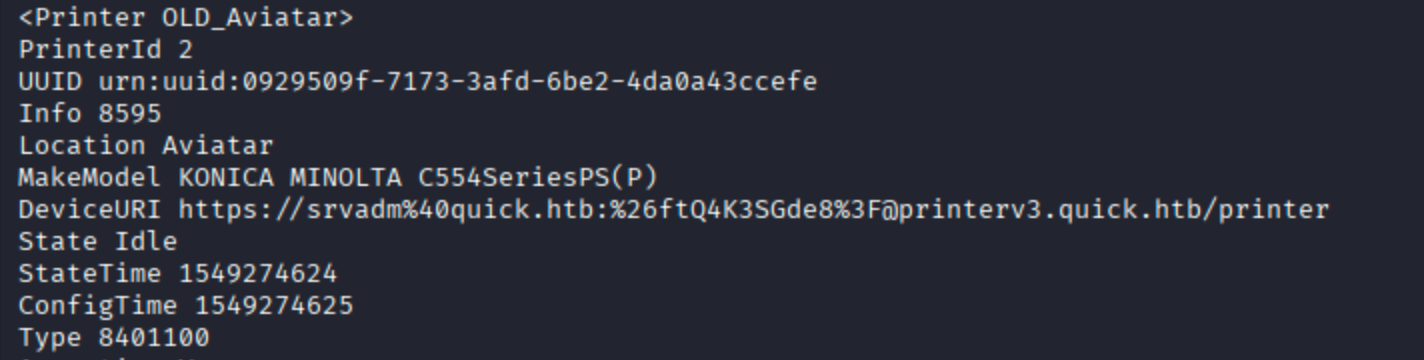 <Printer OLD_Aviatar>
PrinterId 2
UUID urn:uuid:0929509f-7173-3afd-6be2-4da0a43ccefe
Info 8595
Location Aviatar
MakeModel KONICA MINOLTA C554SeriesPS(P)
DeviceURI https://srvadm%40quick.htb:%26ftQ4K3SGde8%3F@printerv3.quick.htb/printer
State Idle
StateTime 1549274624
ConfigTime 1549274625
Type 8401100